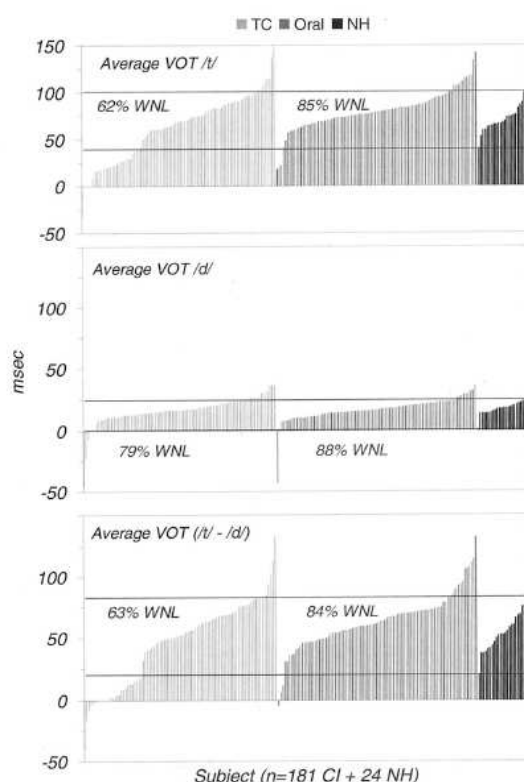 TC Oral NH
150
Average VOT /t/
100
62% WNL 85% WNL
50
0
-50
Average VOT /d/
100
50
0
79% WNL 88% WNL
-50
msec
Average VOT (/t/ - /d/)
100
63% WNL 84% WNL
50
0
-50
Subject (n=181 CI + 24 NH)